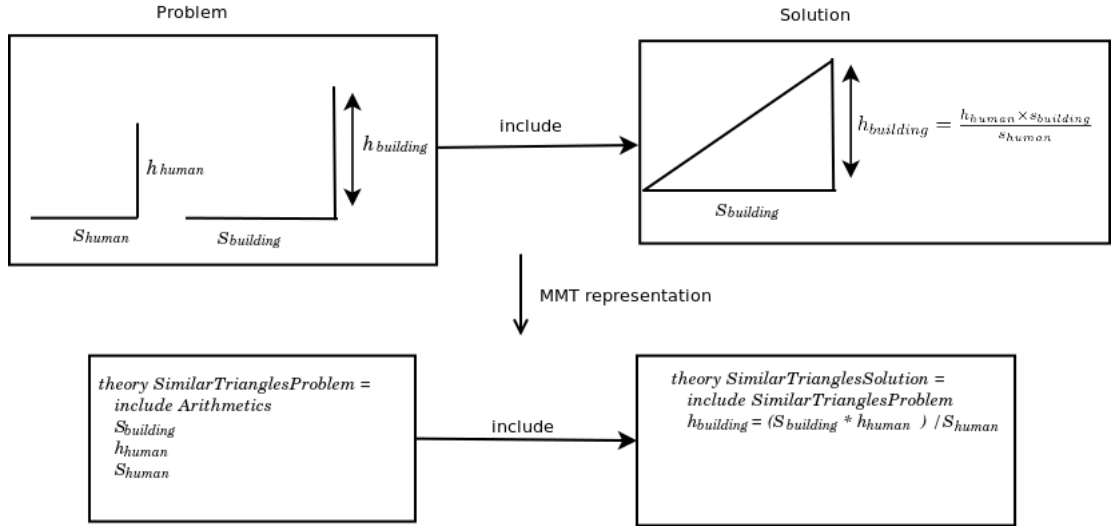 Problem
Solution
h_human
h_building
S_human
S_building
include
h_building = \frac{h_human × s_building}{s_human}
S_building
MMT representation
theory SimilarTrianglesProblem =
include Arithmetics
S_building
h_human
S_human
include
theory SimilarTrianglesSolution =
include SimilarTrianglesProblem
h_building = (S_building * h_human ) / S_human